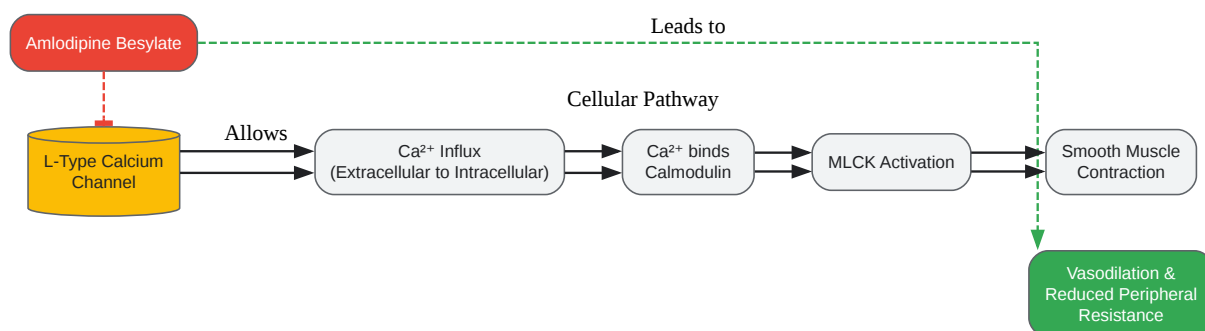 Leads to
Amlodipine Besylate
Cellular Pathway
Allows
L-Type Calcium
Channel
Ca²⁺ Influx
(Extracellular to Intracellular)
Ca²⁺ binds
Calmodulin
MLCK Activation
Smooth Muscle
Contraction
Vasodilation &
Reduced Peripheral
Resistance